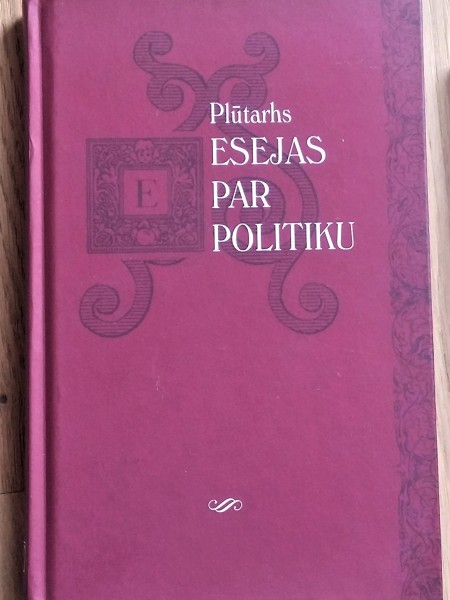 Plūtarhs
ESEJAS
PAR
POLITIKU
E